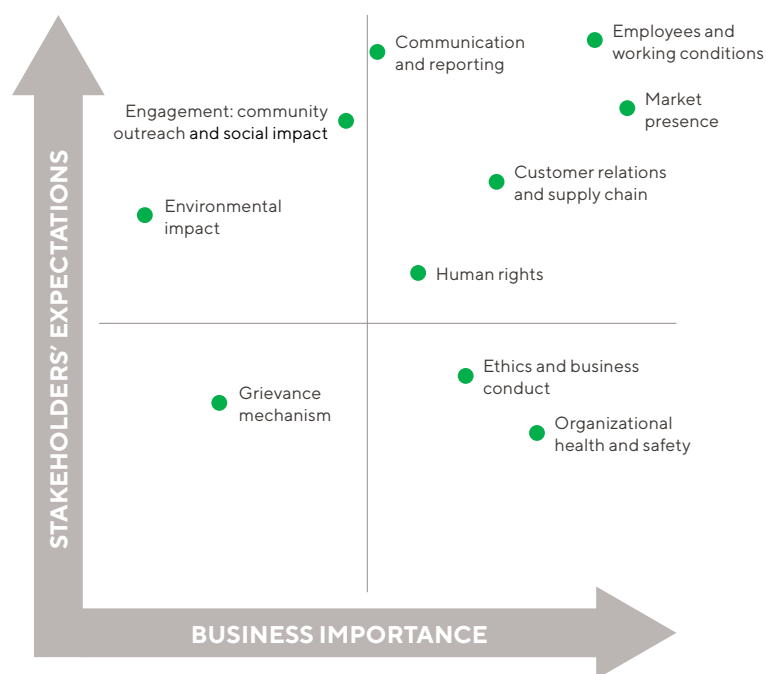 Communication
and reporting
Employees and
working conditions
Market
presence
Engagement: community
outreach and social impact
Customer relations
and supply chain
Environmental
impact
Human rights
Ethics and business
conduct
Grievance
mechanism
Organizational
health and safety
STAKEHOLDERS' EXPECTATIONS
BUSINESS IMPORTANCE